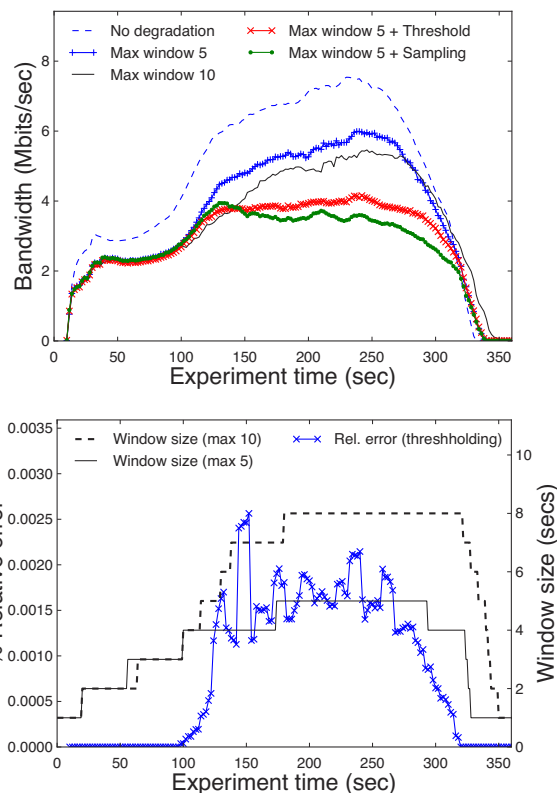 No degradation
Max window 5
Max window 10
Max window 5 + Threshold
Max window 5 + Sampling
Bandwidth (Mbits/sec)
8
6
4
2
0
0 50 100 150 200 250 300 350
Experiment time (sec)
Window size (max 10)
Window size (max 5)
Rel. error (threshholding)
0.0035
0.0030
0.0025
0.0020
0.0015
0.0010
0.0005
0.0000
10
8
6
4
2
0
Window size (secs)
0 50 100 150 200 250 300 350
Experiment time (sec)